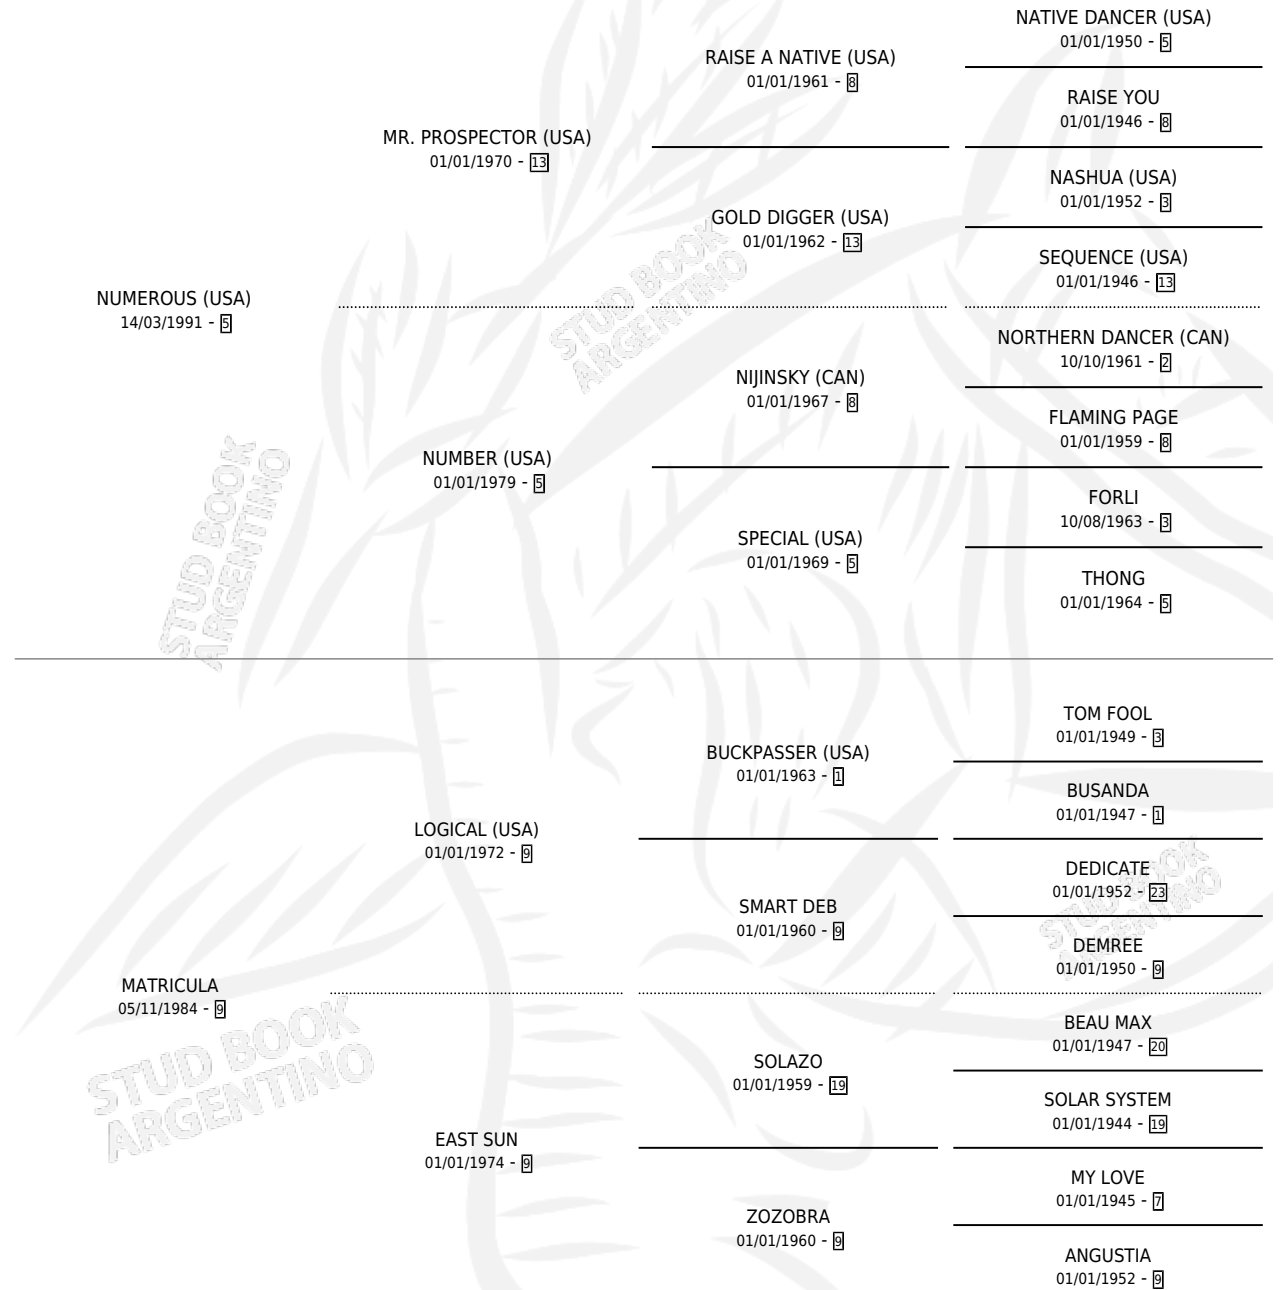 NATIVE DANCER (USA)
01/01/1950 - 5
RAISE A NATIVE (USA)
01/01/1961 - 8
RAISE YOU
01/01/1946 - 8
MR. PROSPECTOR (USA)
01/01/1970 - 13
NASHUA (USA)
01/01/1952 - 3
GOLD DIGGER (USA)
01/01/1962 - 13
SEQUENCE (USA)
01/01/1946 - 13
NUMEROUS (USA)
14/03/1991 - 5
STUD BOOK
ARGENTINO
NORTHERN DANCER (CAN)
10/10/1961 - 2
NIJINSKY (CAN)
01/01/1967 - 8
FLAMING PAGE
01/01/1959 - 8
NUMBER (USA)
01/01/1979 - 5
FORLI
10/08/1963 - 3
SPECIAL (USA)
01/01/1969 - 5
THONG
01/01/1964 - 5
STUD BOOK
ARGENTINO
TOM FOOL
01/01/1949 - 3
BUCKPASSER (USA)
01/01/1963 - 1
BUSANDA
01/01/1947 - 1
LOGICAL (USA)
01/01/1972 - 9
DEDICATE
01/01/1952 - 23
SMART DEB
01/01/1960 - 9
DEMREE
01/01/1950 - 9
STUD BOOK
ARGENTINO
MATRICULA
05/11/1984 - 9
BEAU MAX
01/01/1947 - 20
SOLAZO
01/01/1959 - 19
SOLAR SYSTEM
01/01/1944 - 19
STUD BOOK
ARGENTINO
EAST SUN
01/01/1974 - 9
MY LOVE
01/01/1945 - 7
ZOZOBRA
01/01/1960 - 9
ANGUSTIA
01/01/1952 - 9